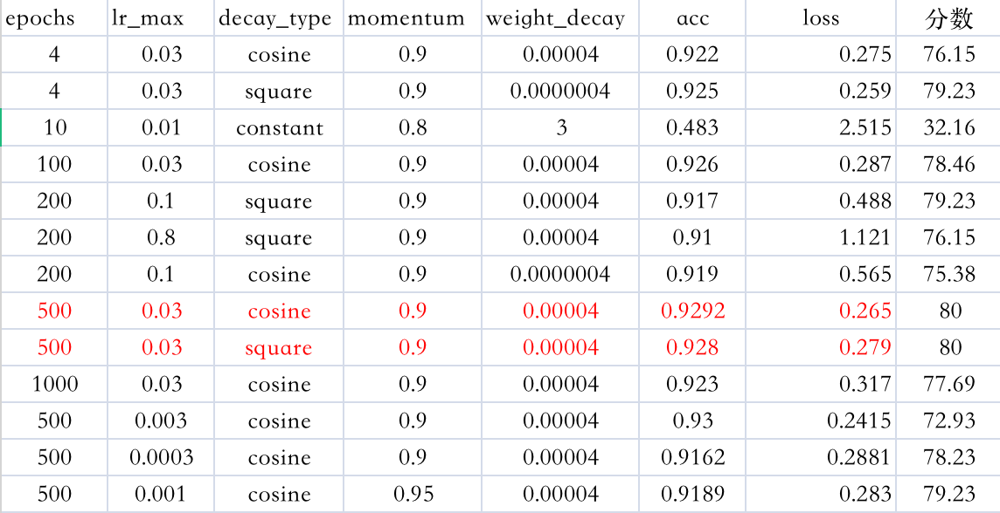 epochs lr_max decay_type momentum weight_decay acc loss 分数
4 0.03 cosine 0.9 0.00004 0.922 0.275 76.15
4 0.03 square 0.9 0.0000004 0.925 0.259 79.23
10 0.01 constant 0.8 3 0.483 2.515 32.16
100 0.03 cosine 0.9 0.00004 0.926 0.287 78.46
200 0.1 square 0.9 0.00004 0.917 0.488 79.23
200 0.8 square 0.9 0.00004 0.91 1.121 76.15
200 0.1 cosine 0.9 0.0000004 0.919 0.565 75.38
500 0.03 cosine 0.9 0.00004 0.9292 0.265 80
500 0.03 square 0.9 0.00004 0.928 0.279 80
1000 0.03 cosine 0.9 0.00004 0.923 0.317 77.69
500 0.003 cosine 0.9 0.00004 0.93 0.2415 72.93
500 0.0003 cosine 0.9 0.00004 0.9162 0.2881 78.23
500 0.001 cosine 0.95 0.00004 0.9189 0.283 79.23